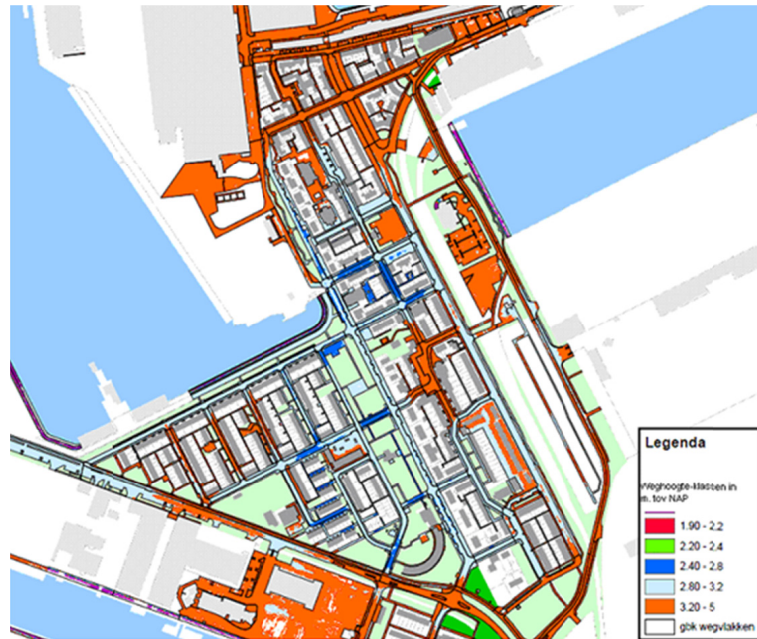 Legenda
Weghoogte-klassen in
m. tov NAP
1.90 - 2.2
2.20 - 2.4
2.40 - 2.8
2.80 - 3.2
3.20 - 5
gbk wegvlakken